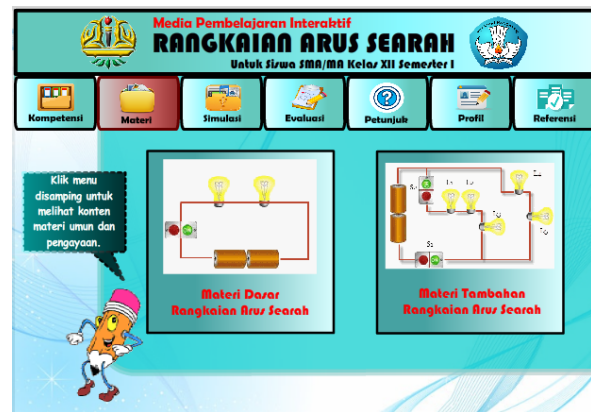 Media Pembelajaran Interaktif
RANGKAIAN ARUS SEARAH
Untuk Siswa SMA/MA Kelas XII Semester I
Kompetensi
Materi
Simulasi
Evaluasi
Petunjuk
Profil
Referensi
Klik menu
disamping untuk
melihat konten
materi umun dan
pengayaan.
Materi Dasar
Rangkaian Arus Searah
Materi Tambahan
Rangkaian Arus Searah